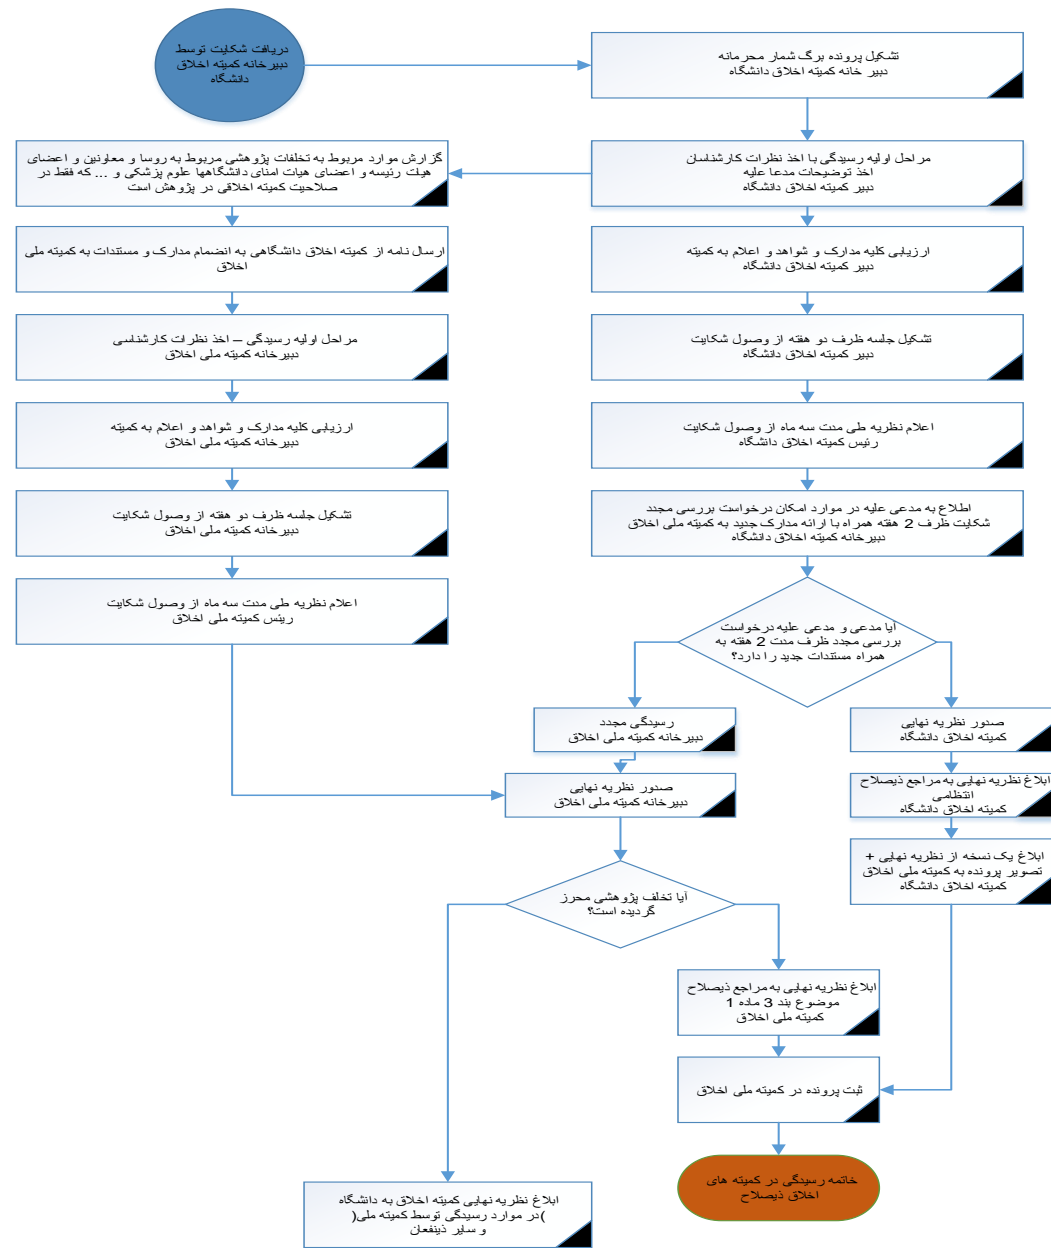 دریافت شکایت توسط
دبیرخانه کمیته اخلاق
دانشگاه
تشکیل پرونده برگ شمار محرمانه
دبیر خانه کمیته اخلاق دانشگاه
مراحل اولیه رسیدگی با اخذ نظرات کارشناسان
اخذ توضیحات مدعا علیه
دبیر کمیته اخلاق دانشگاه
گزارش موارد مربوط به تخلفات پژوهشی مربوط به روسا و معاونین و اعضای
هیات رئیسه و اعضای هیات امنای دانشگاهها علوم پزشکی و ... که فقط در
صلاحیت کمیته اخلاقی در پژوهش است
ارزیابی کلیه مدارک و شواهد و اعلام به کمیته
دبیر کمیته اخلاق دانشگاه
ارسال نامه از کمیته اخلاق دانشگاهی به انضمام مدارک و مستندات به کمیته ملی
اخلاق
تشکیل جلسه ظرف دو هفته از وصول شکایت
دبیر کمیته اخلاق دانشگاه
مراحل اولیه رسیدگی – اخذ نظرات کارشناسی
دبیرخانه کمیته ملی اخلاق
اعلام نظریه طی مدت سه ماه از وصول شکایت
رئیس کمیته اخلاق دانشگاه
ارزیابی کلیه مدارک و شواهد و اعلام به کمیته
دبیرخانه کمیته ملی اخلاق
اطلاع به مدعی علیه در موارد امکان درخواست بررسی مجدد
شکایت ظرف 2 هفته همراه با ارائه مدارک جدید به کمیته ملی اخلاق
دبیرخانه کمیته اخلاق دانشگاه
تشکیل جلسه ظرف دو هفته از وصول شکایت
دبیرخانه کمیته ملی اخلاق
اعلام نظریه طی مدت سه ماه از وصول شکایت
ریئس کمیته ملی اخلاق
آیا مدعی و مدعی علیه درخواست
بررسی مجدد ظرف مدت 2 هفته به
همراه مستندات جدید را دارد؟
صدور نظریه نهایی
کمیته اخلاق دانشگاه
رسیدگی مجدد
دبیرخانه کمیته ملی اخلاق
ابلاغ نظریه نهایی به مراجع ذیصلاح
انتظامی
کمیته اخلاق دانشگاه
صدور نظریه نهایی
دبیرخانه کمیته ملی اخلاق
ابلاغ یک نسخه از نظریه نهایی +
تصویر پرونده به کمیته ملی اخلاق
کمیته اخلاق دانشگاه
آیا تخلف پژوهشی محرز
گردیده است؟
ابلاغ نظریه نهایی به مراجع ذیصلاح
موضوع بند 3 ماده 1
کمیته ملی اخلاق
ثبت پرونده در کمیته ملی اخلاق
خاتمه رسیدگی در کمیته های
اخلاق ذیصلاح
ابلاغ نظریه نهایی کمیته اخلاق به دانشگاه
)در موارد رسیدگی توسط کمیته ملی(
و سایر ذینفعان